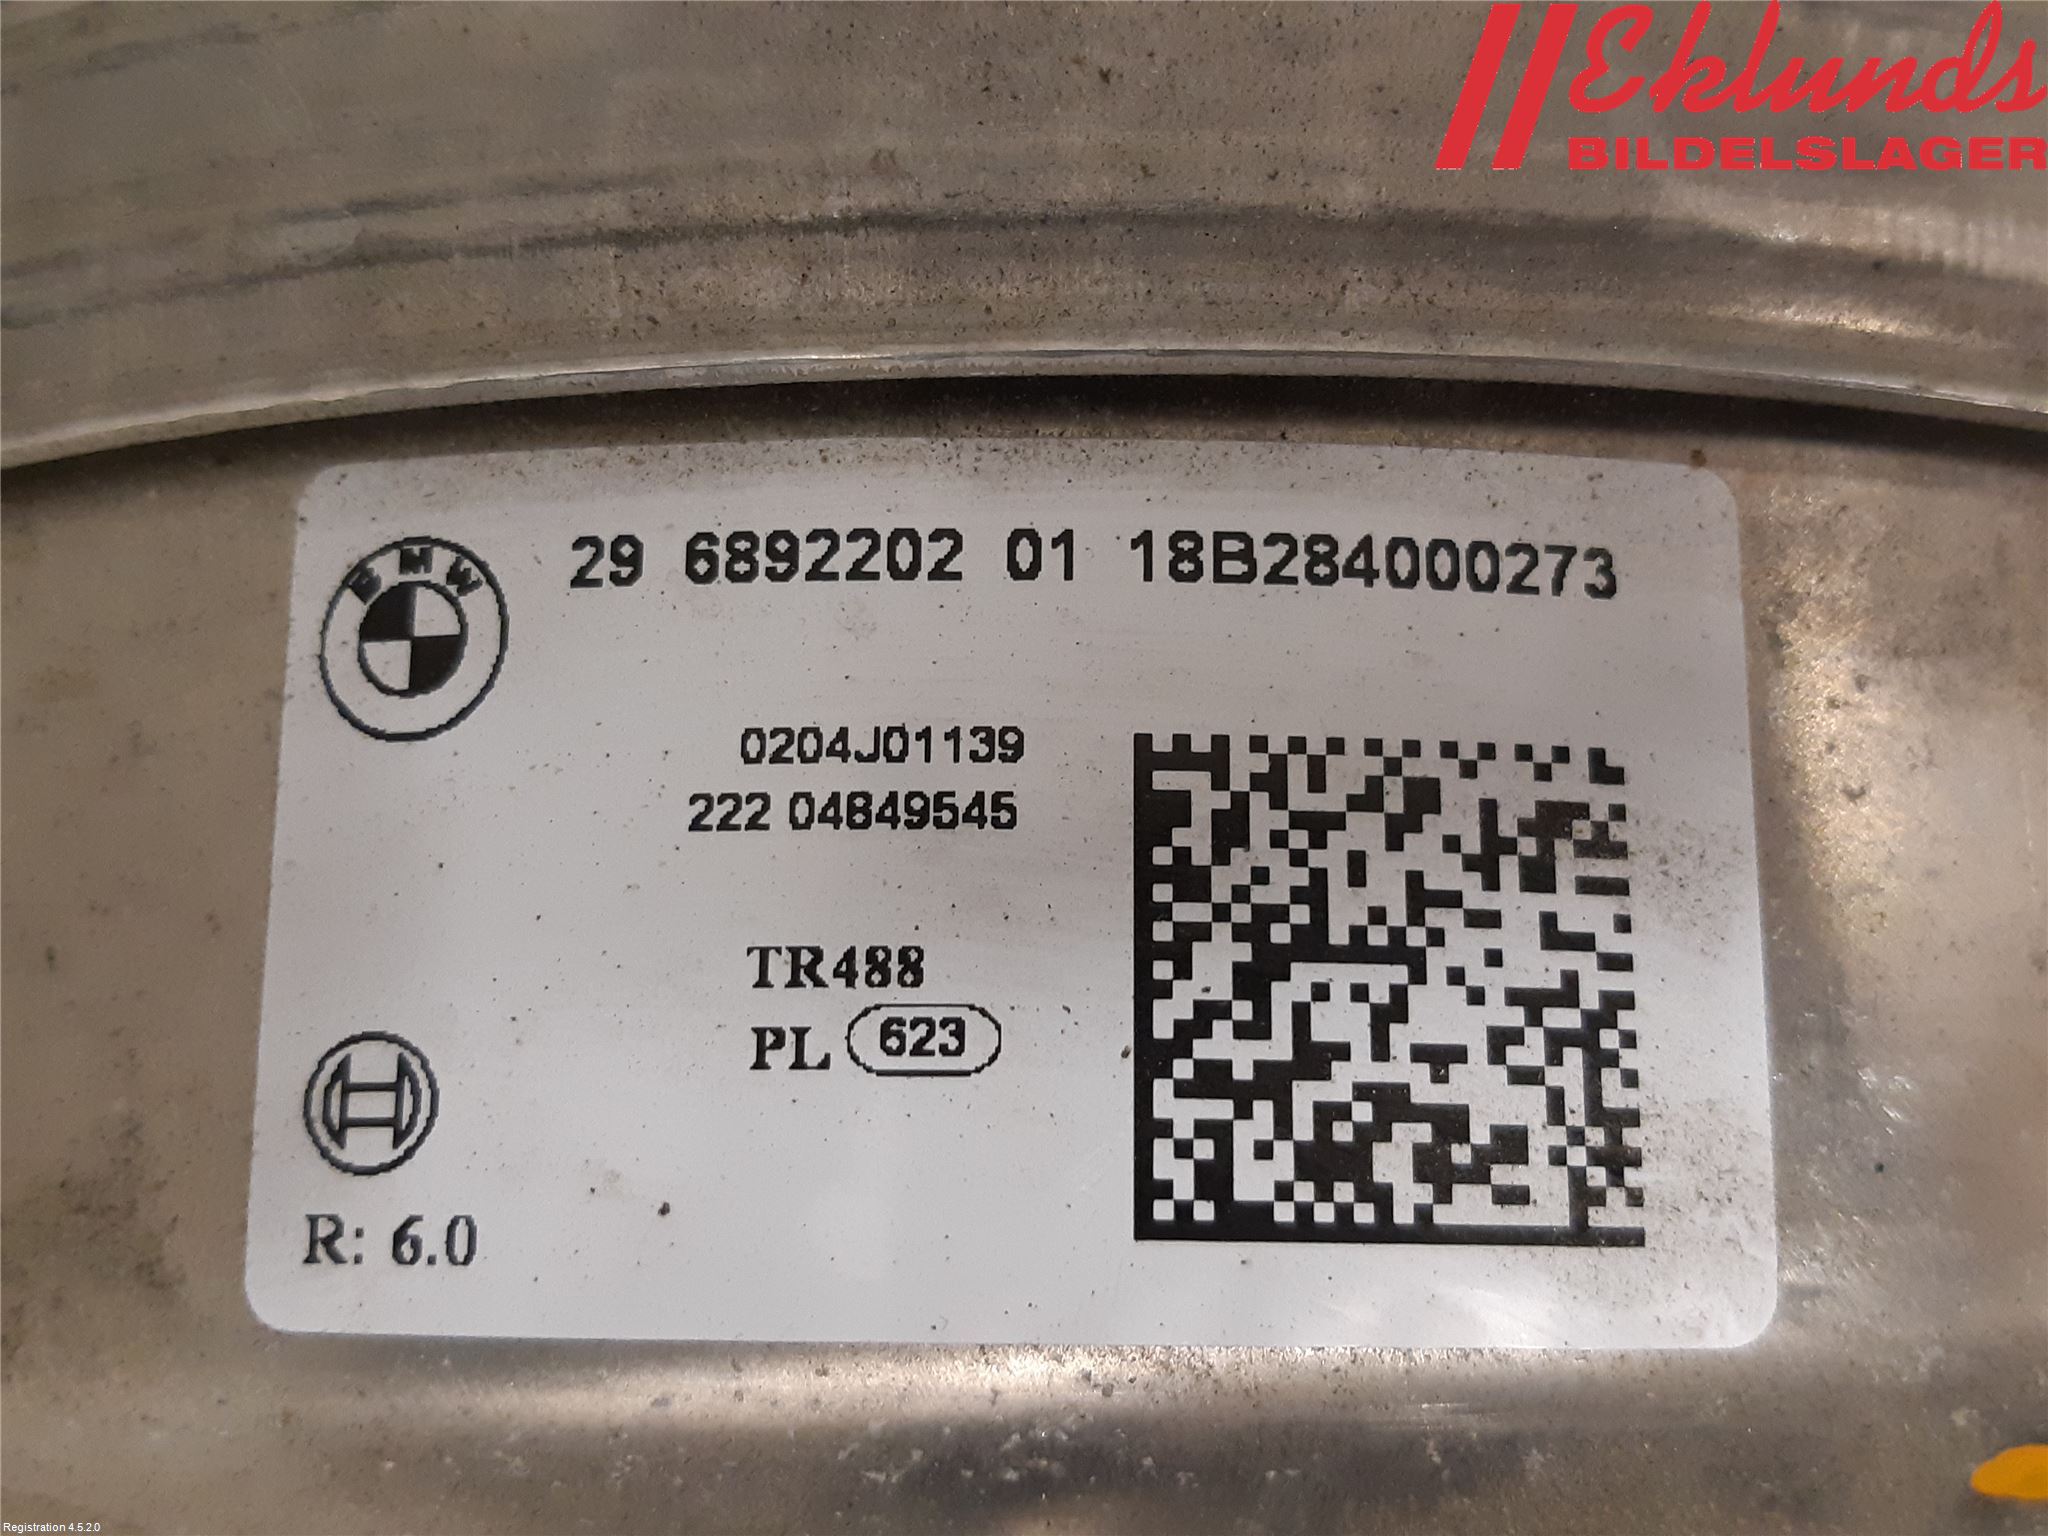 Eklunds
BILDELSLAGER
BMW
29 6892202 01 18B284000273
0204J01139
222 04849545
TR488
PL 623
R: 6.0
Registration 4.5.2.0